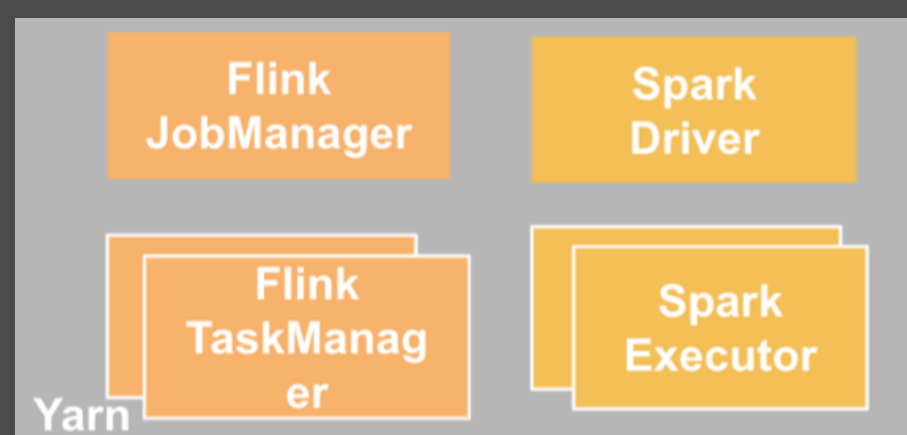 Flink
JobManager
Spark
Driver
Flink
TaskManag
er
Spark
Executor
Yarn